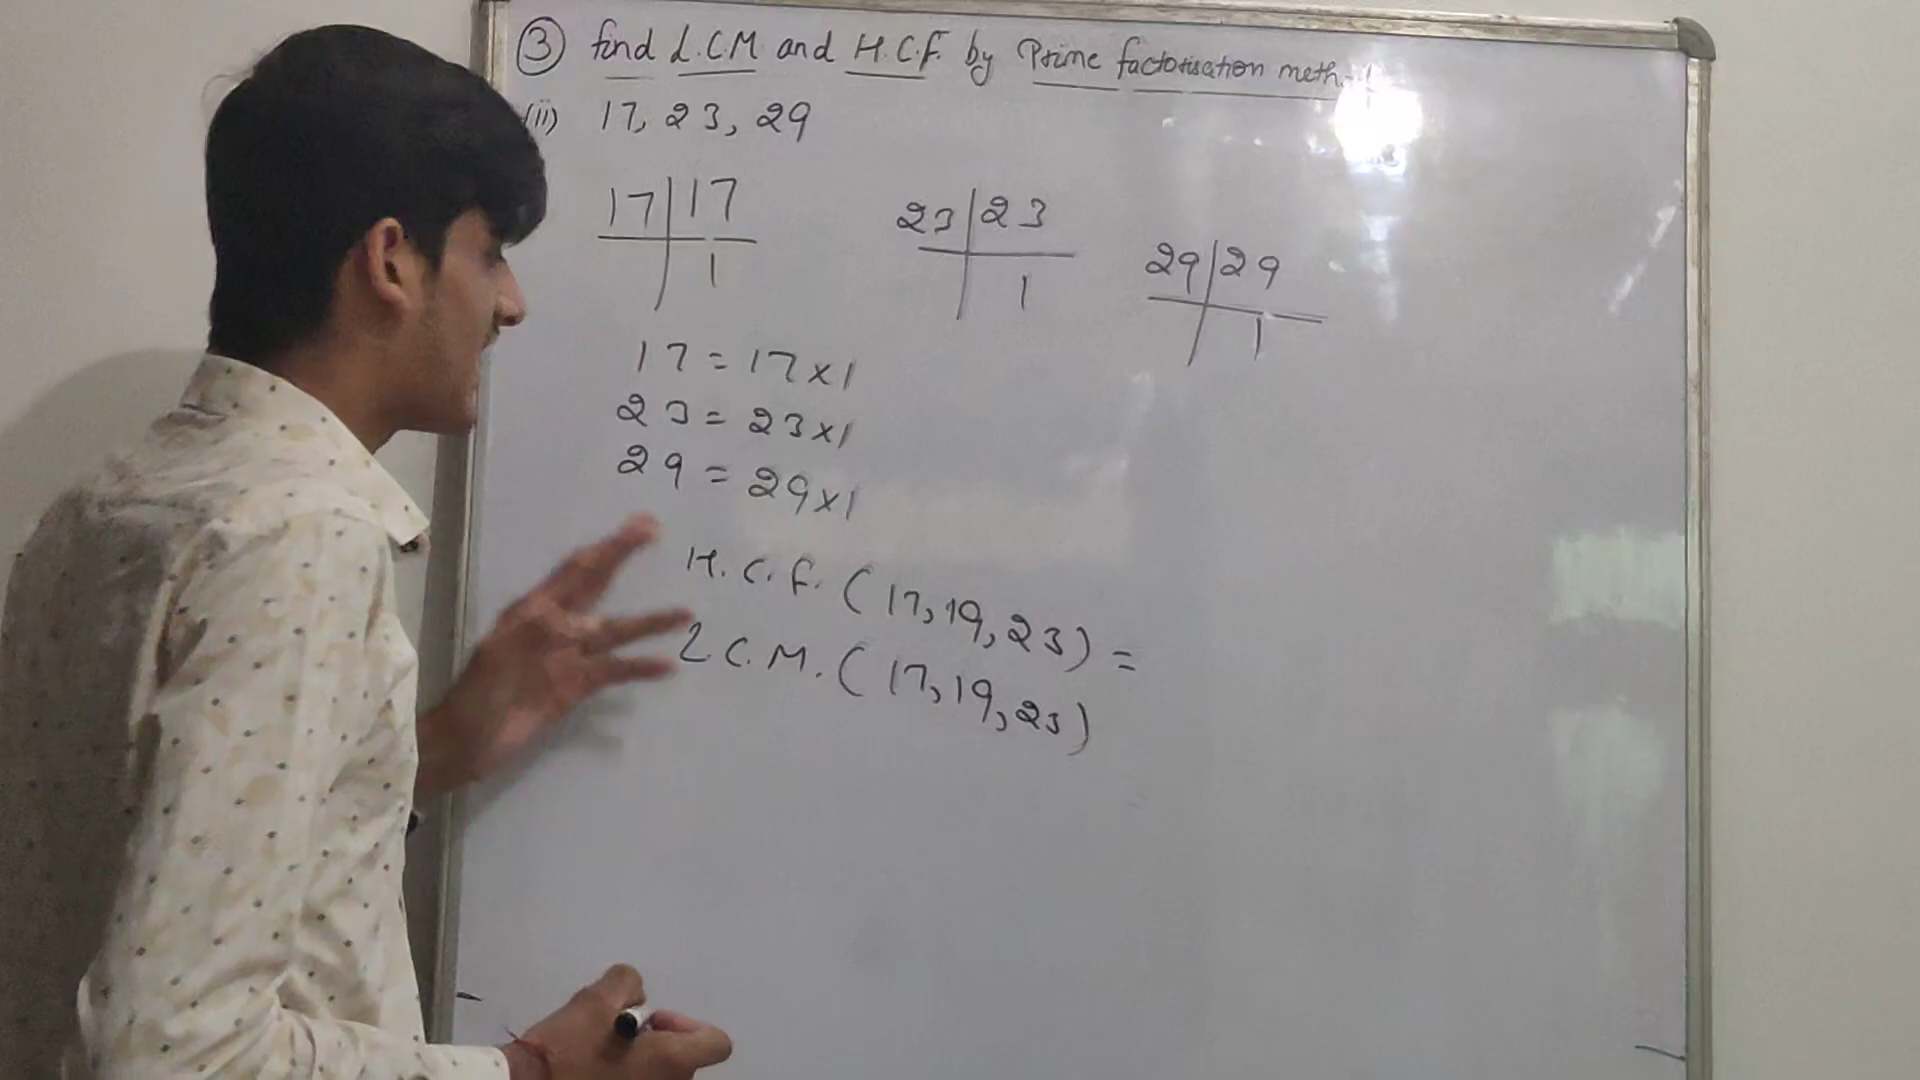 ③ find L.C.M and H.C.F. by Prime factorisation
(ii) 17, 23, 29
17 | 17
1
23 | 23
1
29 | 29
1
17 = 17×1
23 = 23×1
29 = 29×1
H.C.F. (17,19,23) =
L.C.M. (17,19,23)